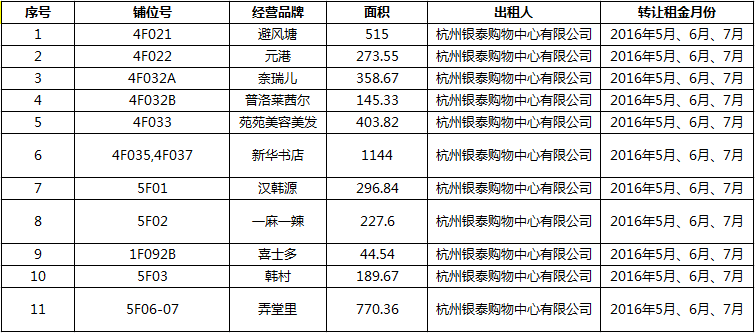 序号 铺位号 经营品牌 面积 出租人 转让租金月份
1 4F021 避风塘 515 杭州银泰购物中心有限公司 2016年5月、6月、7月
2 4F022 元港 273.55 杭州银泰购物中心有限公司 2016年5月、6月、7月
3 4F032A 奈瑞儿 358.67 杭州银泰购物中心有限公司 2016年5月、6月、7月
4 4F032B 普洛莱茜尔 145.33 杭州银泰购物中心有限公司 2016年5月、6月、7月
5 4F033 苑苑美容美发 403.82 杭州银泰购物中心有限公司 2016年5月、6月、7月
6 4F035,4F037 新华书店 1144 杭州银泰购物中心有限公司 2016年5月、6月、7月
7 5F01 汉韩源 296.84 杭州银泰购物中心有限公司 2016年5月、6月、7月
8 5F02 一麻一辣 227.6 杭州银泰购物中心有限公司 2016年5月、6月、7月
9 1F092B 喜士多 44.54 杭州银泰购物中心有限公司 2016年5月、6月、7月
10 5F03 韩村 189.67 杭州银泰购物中心有限公司 2016年5月、6月、7月
11 5F06-07 弄堂里 770.36 杭州银泰购物中心有限公司 2016年5月、6月、7月